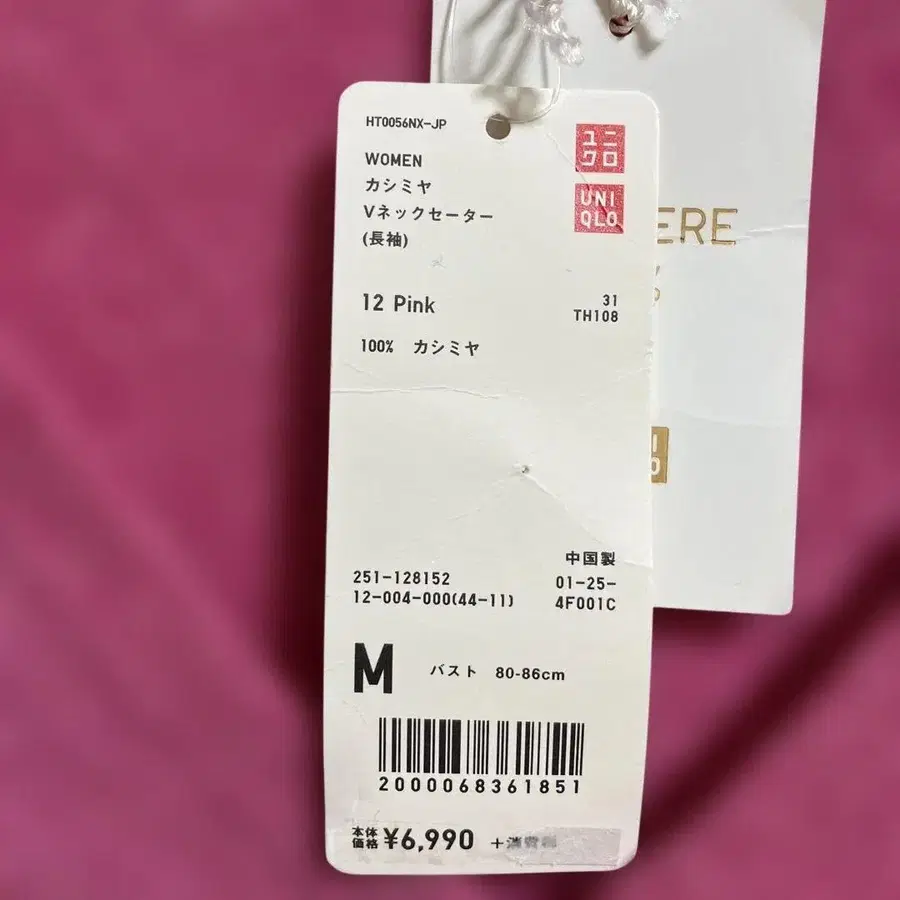 HT0056NX-JP
ユニ
クロ
UNI
QLO
WOMEN
カシミヤ
Vネックセーター
(長袖)
12 Pink
31
TH108
100% カシミヤ
ERE
中国製
251-128152
01-25-
12-004-000(44-11)
4F001C
M バスト 80-86cm
2000068361851
本体
価格 ¥6,990 +消費